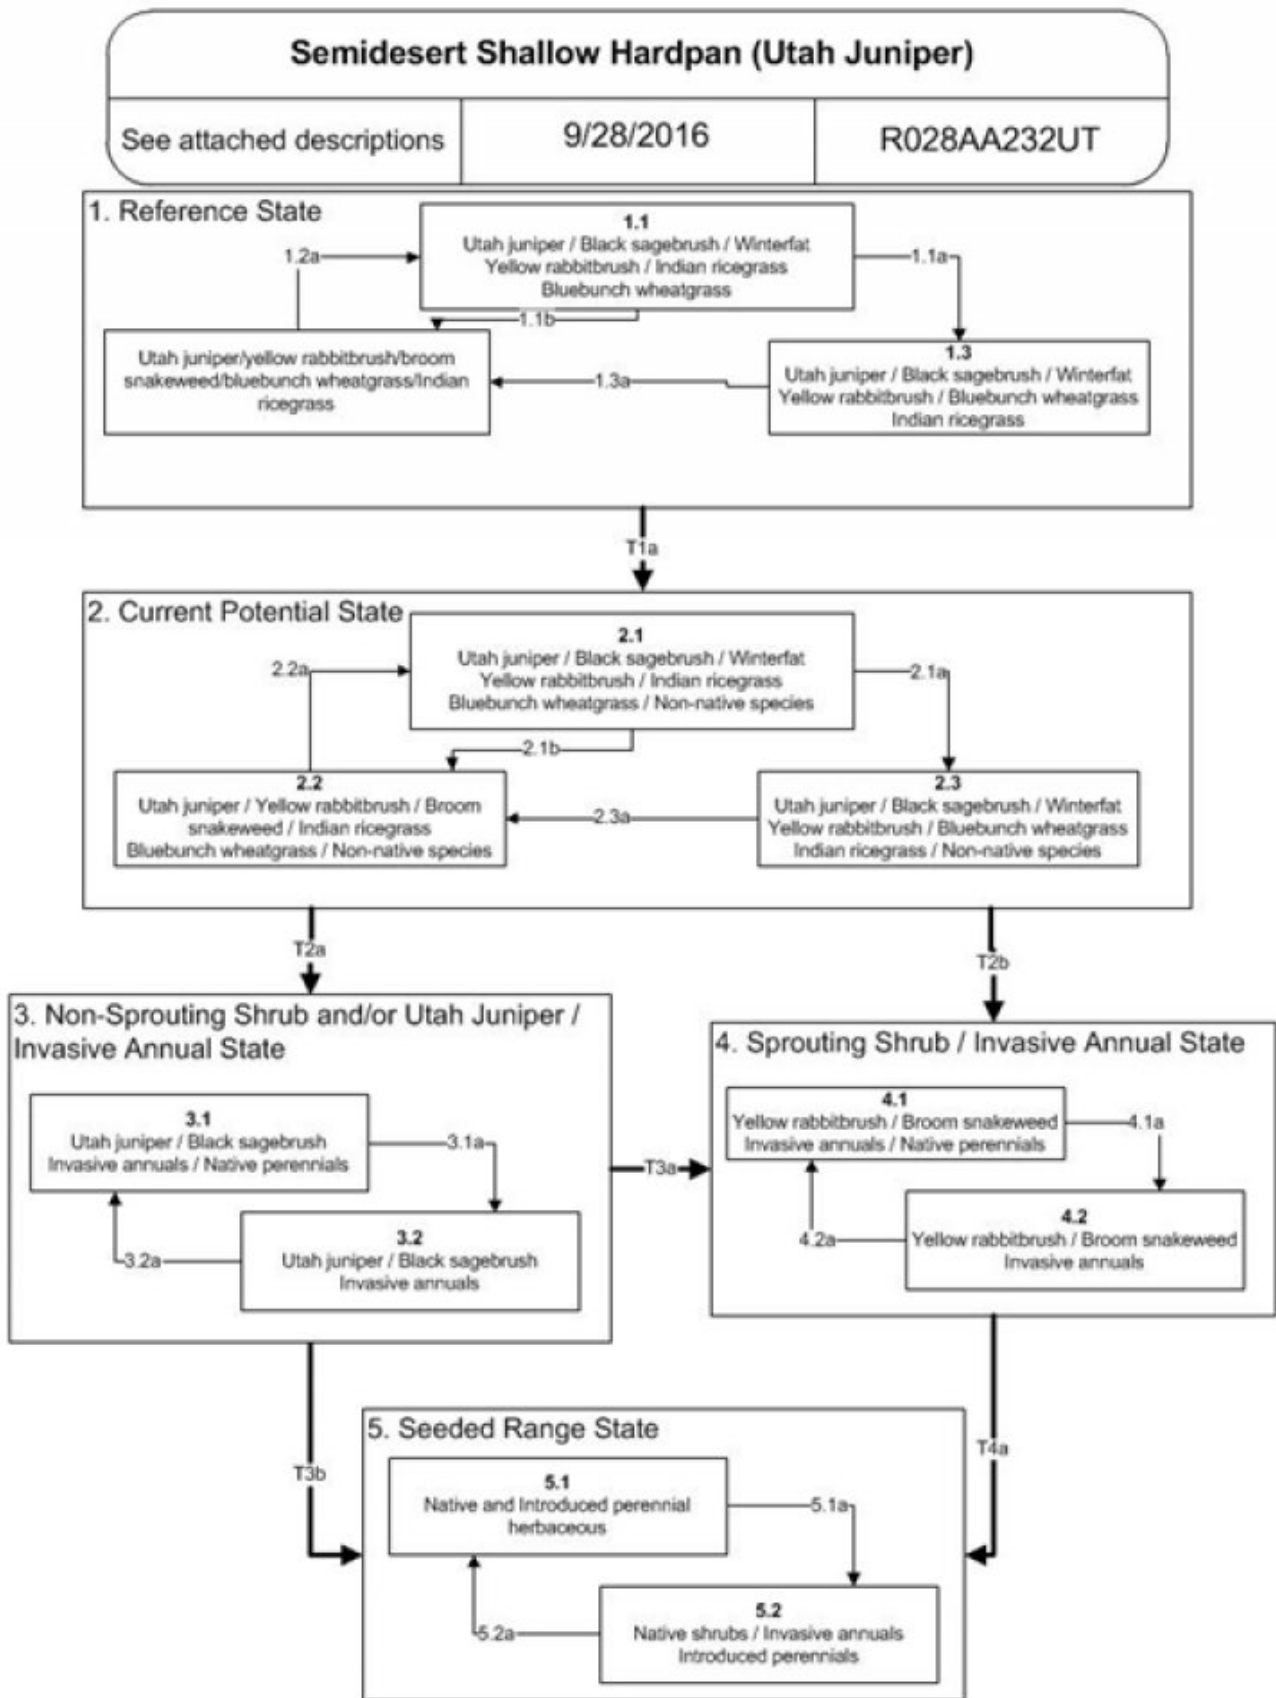 Semidesert Shallow Hardpan (Utah Juniper)
See attached descriptions
9/28/2016
R028AA232UT
1. Reference State
1.1
Utah juniper / Black sagebrush / Winterfat
Yellow rabbitbrush / Indian ricegrass
Bluebunch wheatgrass
1.2a
1.1a
1.1b
Utah juniper/yellow rabbitbrush/broom
snakeweed/bluebunch wheatgrass/Indian
ricegrass
1.3a
1.3
Utah juniper / Black sagebrush / Winterfat
Yellow rabbitbrush / Bluebunch wheatgrass
Indian ricegrass
T1a
2. Current Potential State
2.1
Utah juniper / Black sagebrush / Winterfat
Yellow rabbitbrush / Indian ricegrass
Bluebunch wheatgrass / Non-native species
2.2a
2.1a
2.1b
2.2
Utah juniper / Yellow rabbitbrush / Broom
snakeweed / Indian ricegrass
Bluebunch wheatgrass / Non-native species
2.3a
2.3
Utah juniper / Black sagebrush / Winterfat
Yellow rabbitbrush / Bluebunch wheatgrass
Indian ricegrass / Non-native species
T2a
T2b
3. Non-Sprouting Shrub and/or Utah Juniper /
Invasive Annual State
3.1
Utah juniper / Black sagebrush
Invasive annuals / Native perennials
3.1a
3.2
Utah juniper / Black sagebrush
Invasive annuals
3.2a
T3a
4. Sprouting Shrub / Invasive Annual State
4.1
Yellow rabbitbrush / Broom snakeweed
Invasive annuals / Native perennials
4.1a
4.2
Yellow rabbitbrush / Broom snakeweed
Invasive annuals
4.2a
T3b
T4a
5. Seeded Range State
5.1
Native and Introduced perennial
herbaceous
5.1a
5.2
Native shrubs / Invasive annuals
Introduced perennials
5.2a